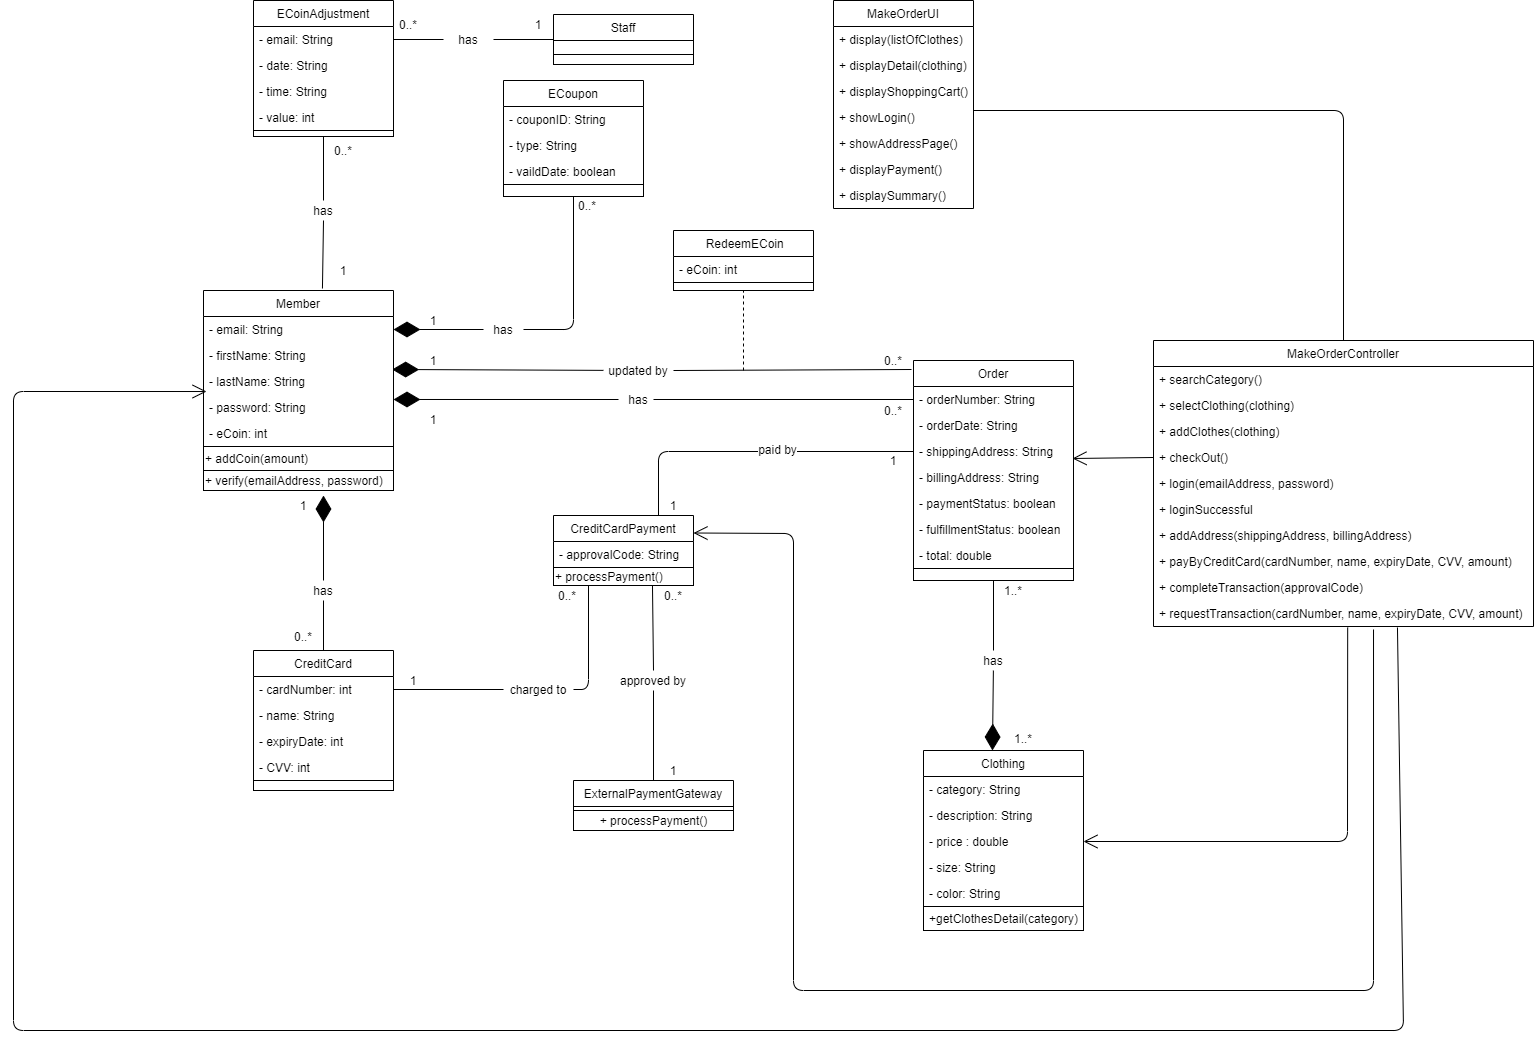 ECoinAdjustment
- email: String
- date: String
- time: String
- value: int
0..*
has
1
Staff
ECoupon
- couponID: String
- type: String
- vaildDate: boolean
0..*
MakeOrderUI
+ display(listOfClothes)
+ displayDetail(clothing)
+ displayShoppingCart()
+ showLogin()
+ showAddressPage()
+ displayPayment()
+ displaySummary()
0..*
has
1
RedeemECoin
- eCoin: int
Member
- email: String
- firstName: String
- lastName: String
- password: String
- eCoin: int
+ addCoin(amount)
+ verify(emailAddress, password)
1
has
1
updated by
0..*
has
1
0..*
Order
- orderNumber: String
- orderDate: String
- shippingAddress: String
- billingAddress: String
- paymentStatus: boolean
- fulfillmentStatus: boolean
- total: double
MakeOrderController
+ searchCategory()
+ selectClothing(clothing)
+ addClothes(clothing)
+ checkOut()
+ login(emailAddress, password)
+ loginSuccessful
+ addAddress(shippingAddress, billingAddress)
+ payByCreditCard(cardNumber, name, expiryDate, CVV, amount)
+ completeTransaction(approvalCode)
+ requestTransaction(cardNumber, name, expiryDate, CVV, amount)
paid by
1
1
CreditCardPayment
- approvalCode: String
+ processPayment()
0..*
0..*
1
has
0..*
CreditCard
- cardNumber: int
- name: String
- expiryDate: int
- CVV: int
1
charged to
approved by
1
ExternalPaymentGateway
+ processPayment()
1..*
has
1..*
Clothing
- category: String
- description: String
- price : double
- size: String
- color: String
+getClothesDetail(category)